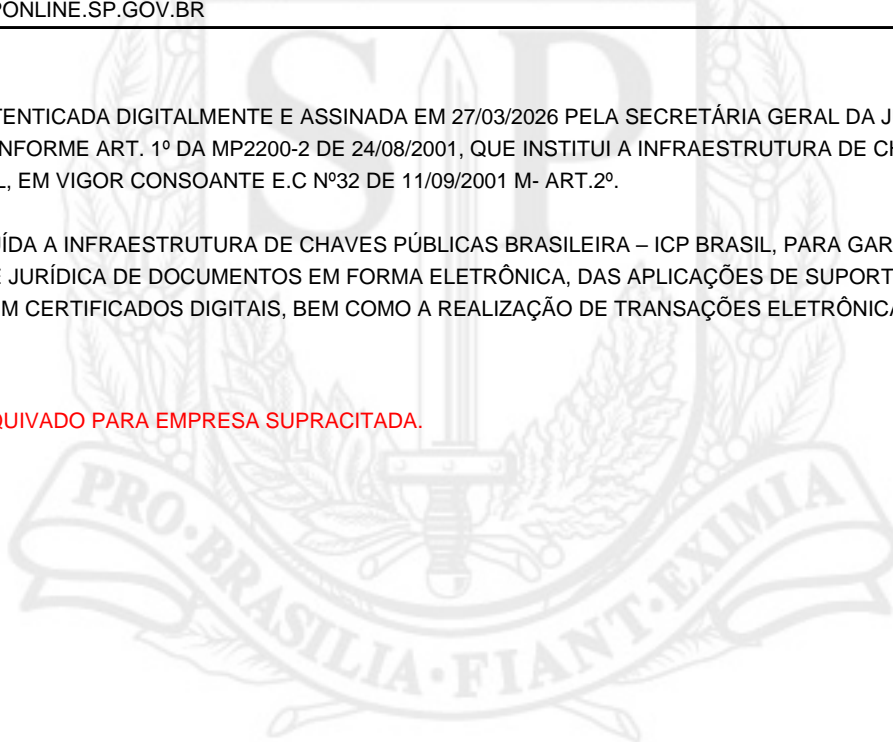 PONLINE.SP.GOV.BR
TENTICADA DIGITALMENTE E ASSINADA EM 27/03/2026 PELA SECRETÁRIA GERAL DA J
NFORME ART. 1º DA MP2200-2 DE 24/08/2001, QUE INSTITUI A INFRAESTRUTURA DE CH
L, EM VIGOR CONSOANTE E.C Nº32 DE 11/09/2001 M- ART.2º.
UÍDA A INFRAESTRUTURA DE CHAVES PÚBLICAS BRASILEIRA – ICP BRASIL, PARA GAR
E JURÍDICA DE DOCUMENTOS EM FORMA ELETRÔNICA, DAS APLICAÇÕES DE SUPORT
M CERTIFICADOS DIGITAIS, BEM COMO A REALIZAÇÃO DE TRANSAÇÕES ELETRÔNICA
QUIVADO PARA EMPRESA SUPRACITADA.
SP
PRO·BRASILIA·FIANT·EXIMIA